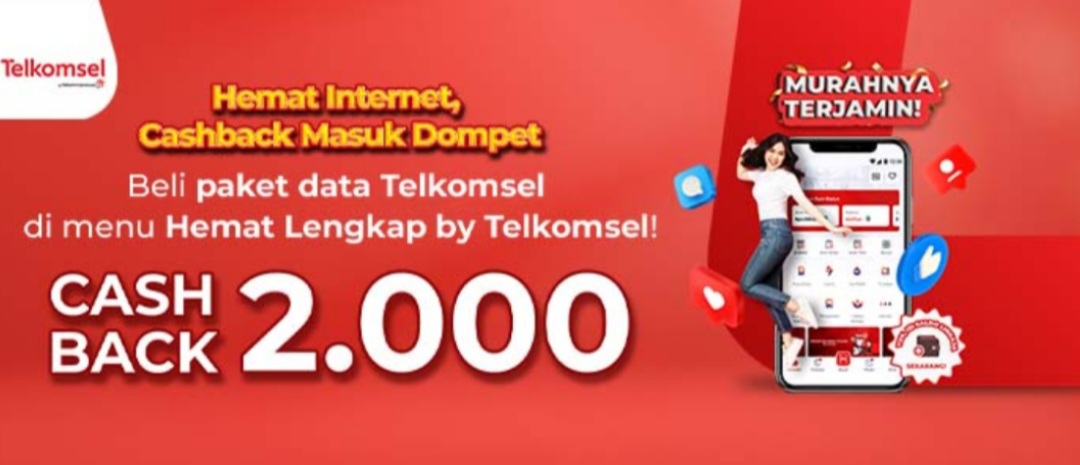 Telkomsel
Hemat Internet,
Cashback Masuk Dompet
Beli paket data Telkomsel
di menu Hemat Lengkap by Telkomsel!
CASH
BACK
2.000
MURAHNYA
TERJAMIN!
SEKARANG!